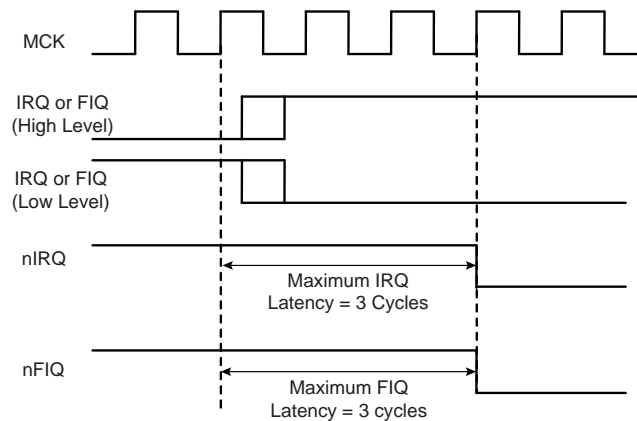 MCK
IRQ or FIQ
(High Level)
IRQ or FIQ
(Low Level)
nIRQ
Maximum IRQ
Latency = 3 Cycles
nFIQ
Maximum FIQ
Latency = 3 cycles